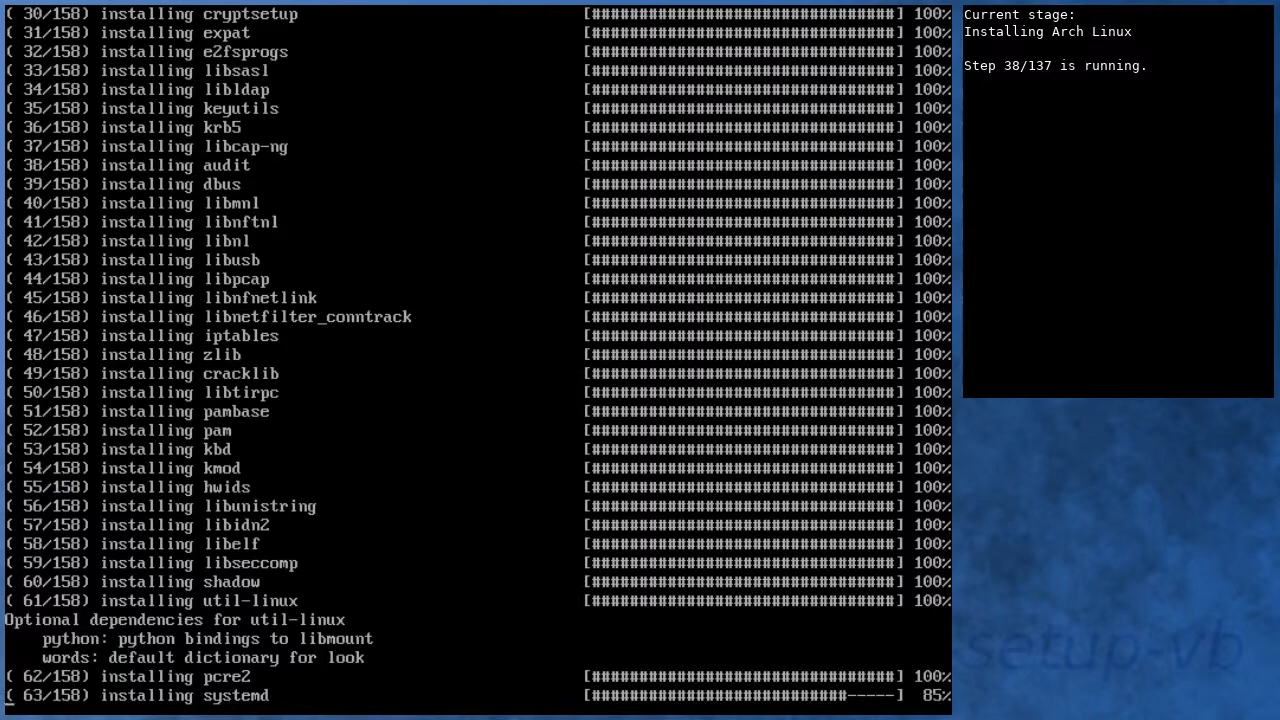 ( 30/158) installing cryptsetup [################################] 100%
( 31/158) installing expat [################################] 100%
( 32/158) installing e2fsprogs [################################] 100%
( 33/158) installing libsasl [################################] 100%
( 34/158) installing libldap [################################] 100%
( 35/158) installing keyutils [################################] 100%
( 36/158) installing krb5 [################################] 100%
( 37/158) installing libcap-ng [################################] 100%
( 38/158) installing audit [################################] 100%
( 39/158) installing dbus [################################] 100%
( 40/158) installing libmnl [################################] 100%
( 41/158) installing libnftnl [################################] 100%
( 42/158) installing libnl [################################] 100%
( 43/158) installing libusb [################################] 100%
( 44/158) installing libpcap [################################] 100%
( 45/158) installing libnfnetlink [################################] 100%
( 46/158) installing libnetfilter_conntrack [################################] 100%
( 47/158) installing iptables [################################] 100%
( 48/158) installing zlib [################################] 100%
( 49/158) installing cracklib [################################] 100%
( 50/158) installing libtirpc [################################] 100%
( 51/158) installing pambase [################################] 100%
( 52/158) installing pam [################################] 100%
( 53/158) installing kbd [################################] 100%
( 54/158) installing kmod [################################] 100%
( 55/158) installing hwids [################################] 100%
( 56/158) installing libunistring [################################] 100%
( 57/158) installing libidn2 [################################] 100%
( 58/158) installing libelf [################################] 100%
( 59/158) installing libseccomp [################################] 100%
( 60/158) installing shadow [################################] 100%
( 61/158) installing util-linux [################################] 100%
Optional dependencies for util-linux
python: python bindings to libmount
words: default dictionary for look
( 62/158) installing pcre2 [################################] 100%
( 63/158) installing systemd [###########################-----] 85%
Current stage:
Installing Arch Linux
Step 38/137 is running.
setup-vb